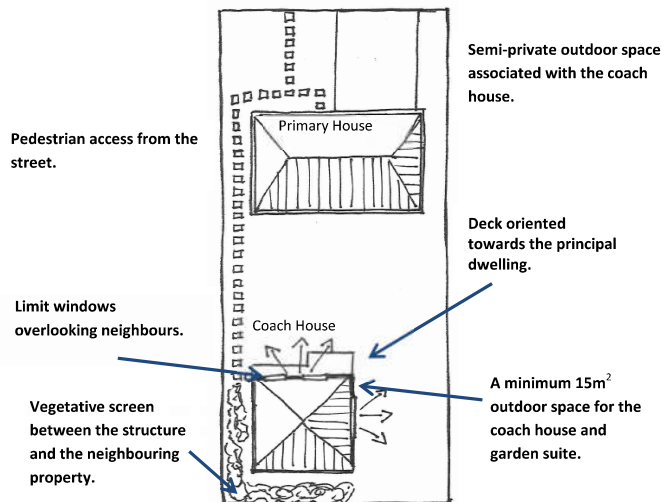 Semi-private outdoor space
associated with the coach
house.
Primary House
Pedestrian access from the
street.
Deck oriented
towards the principal
dwelling.
Limit windows
overlooking neighbours.
Coach House
A minimum 15m²
outdoor space for the
coach house and
garden suite.
Vegetative screen
between the structure
and the neighbouring
property.